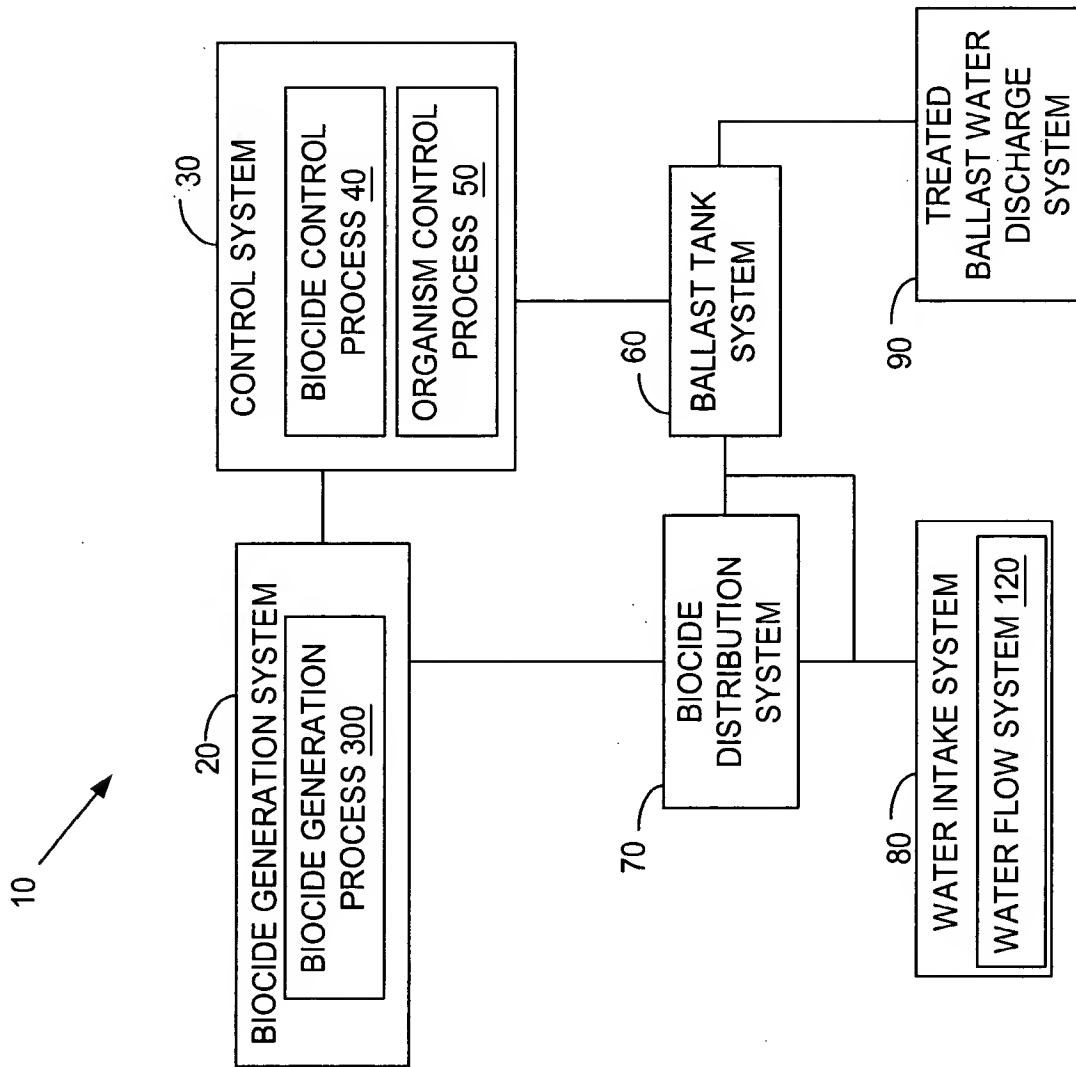 10
20
BIOCIDE GENERATION SYSTEM
BIOCIDE GENERATION
PROCESS 300
30
CONTROL SYSTEM
BIOCIDE CONTROL
PROCESS 40
ORGANISM CONTROL
PROCESS 50
70
BIOCIDE
DISTRIBUTION
SYSTEM
60
BALLAST TANK
SYSTEM
80
WATER INTAKE SYSTEM
WATER FLOW SYSTEM 120
90
TREATED
BALLAST WATER
DISCHARGE
SYSTEM